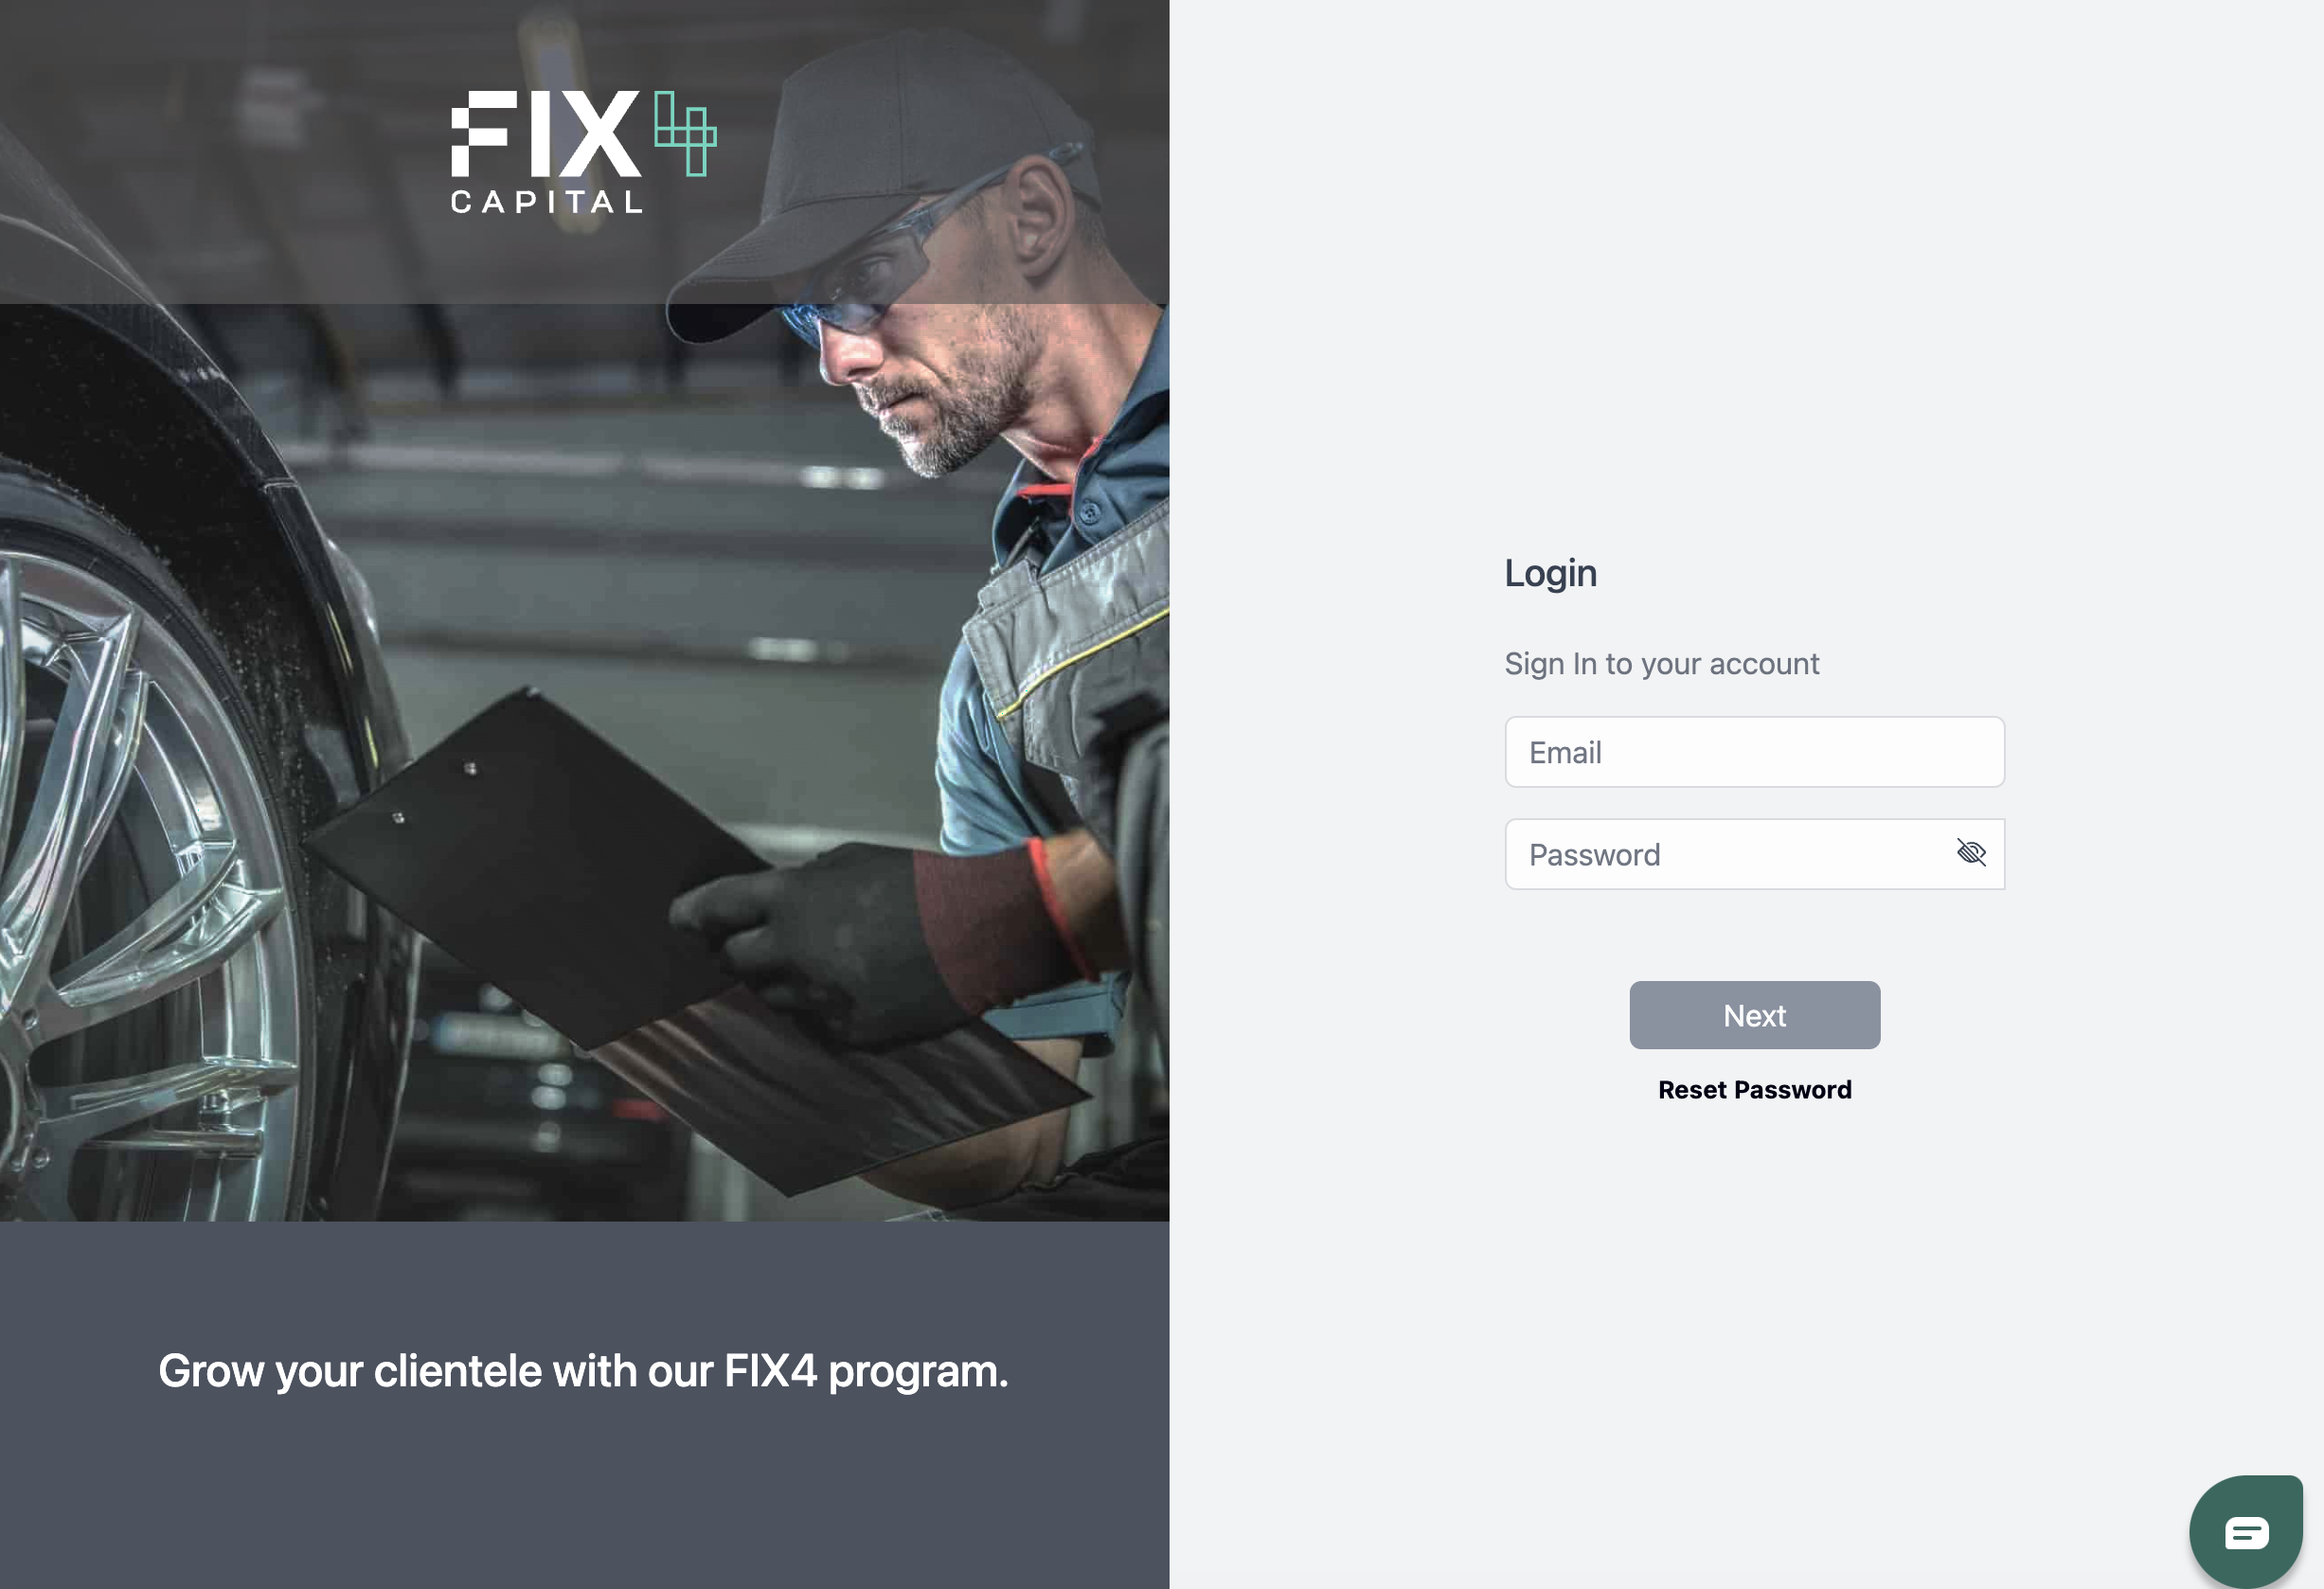 FIX4
CAPITAL
Grow your clientele with our FIX4 program.
Login
Sign In to your account
Email
Password
Next
Reset Password